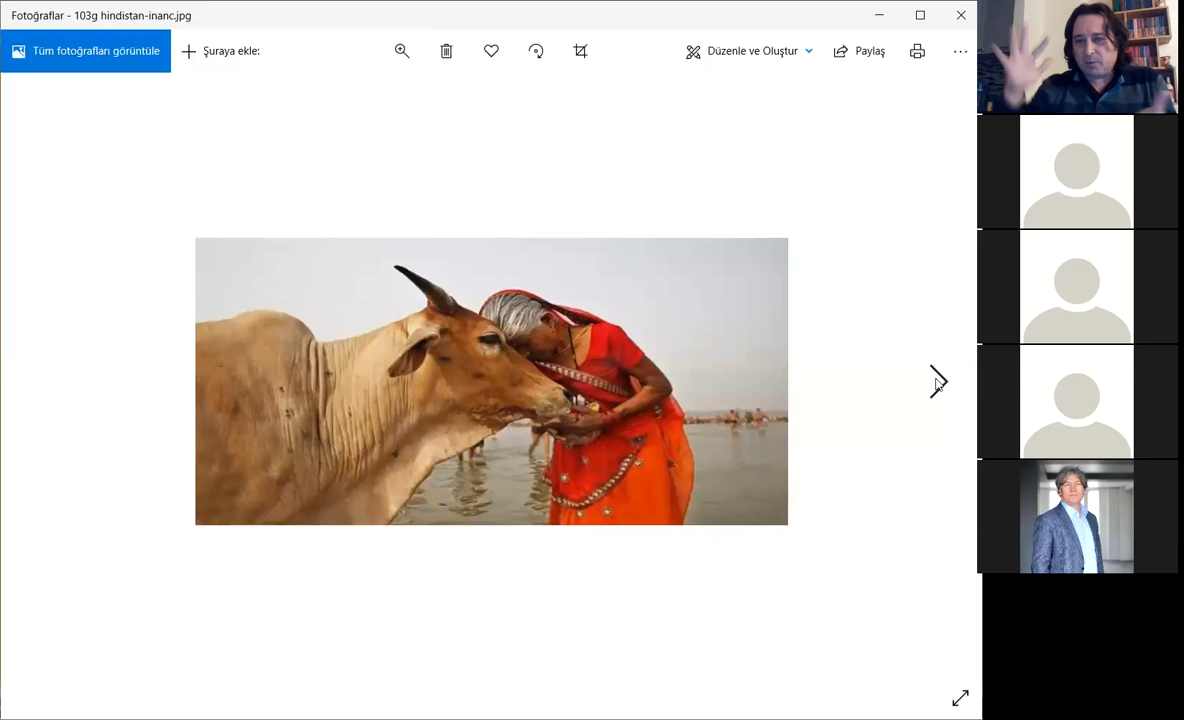 Fotoğraflar - 103g hindistan-inanc.jpg
Tüm fotoğrafları görüntüle
Şuraya ekle:
Düzenle ve Oluştur
Paylaş